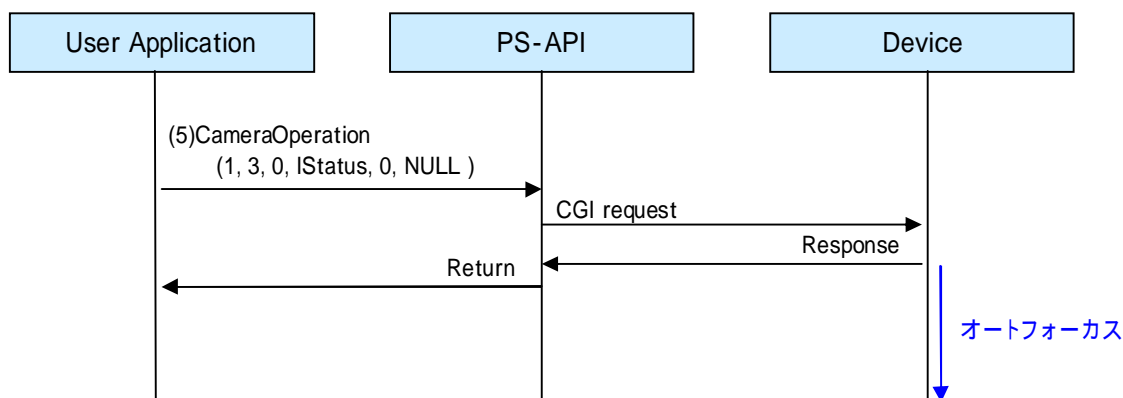 User Application
PS-API
Device
(5)CameraOperation
(1, 3, 0, lStatus, 0, NULL )
CGI request
Response
Return
オートフォーカス